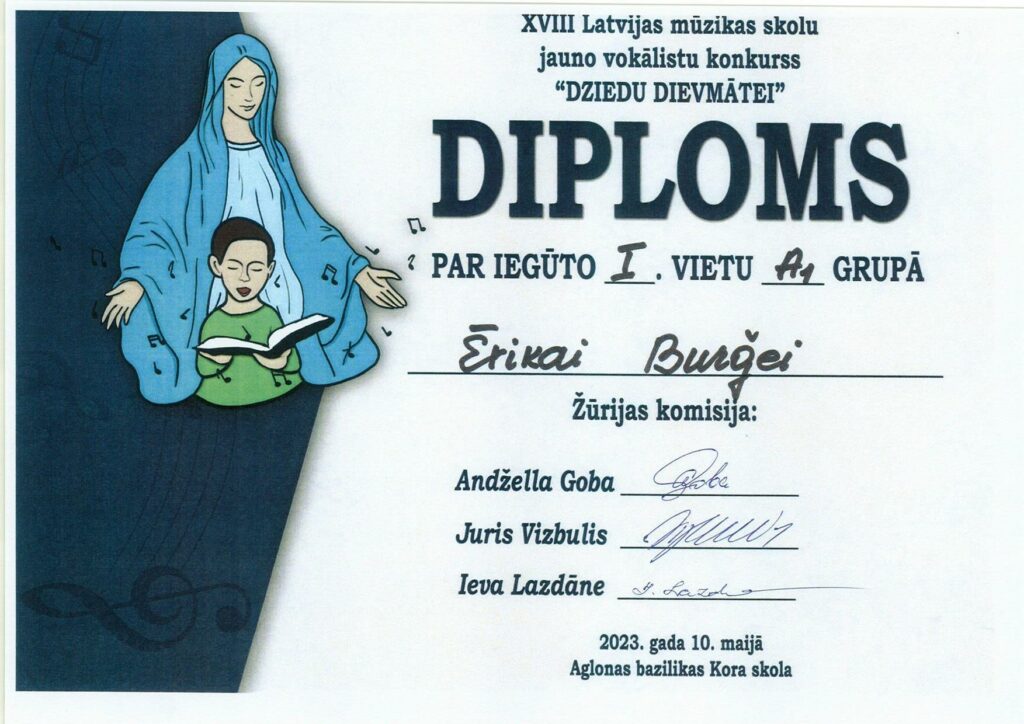 XVIII Latvijas mūzikas skolu
jauno vokālistu konkurss
“DZIEDU DIEVMĀTEI”
DIPLOMS
PAR IEGŪTO I. VIETU A1 GRUPĀ
Ērikai Burģei
Žūrijas komisija:
Andžella Goba
Juris Vizbulis
Ieva Lazdāne I. Lazd
2023. gada 10. maijā
Aglonas bazilikas Kora skola